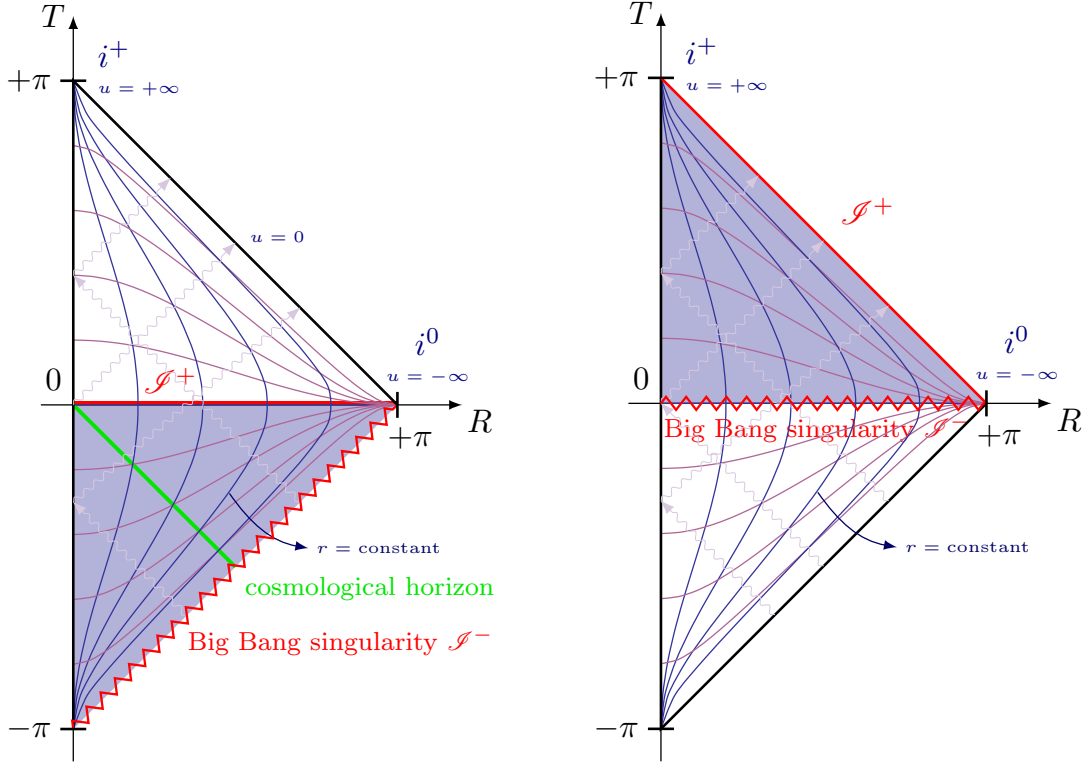 T
i⁺
+π
u = +∞
u = 0
i⁰
u = −∞
0
𝓘⁺
R
+π
r = constant
cosmological horizon
Big Bang singularity 𝓘⁻
−π
T
i⁺
+π
u = +∞
𝓘⁺
i⁰
u = −∞
0
R
+π
Big Bang singularity 𝓘⁻
r = constant
−π